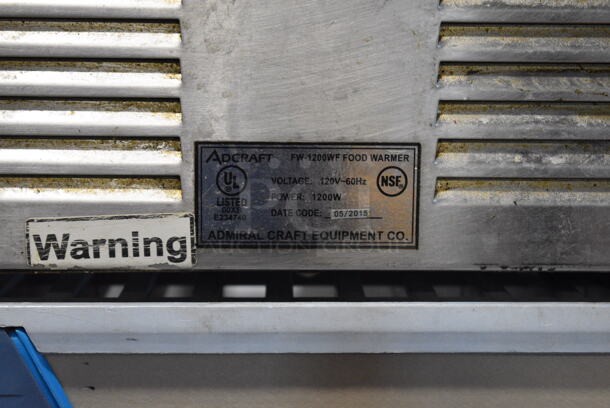 ADCRAFT FW-1200WF FOOD WARMER
UL
LISTED
E234740
VOLTAGE: 120V~60Hz
POWER: 1200W
DATE CODE: 05/2015
NSF
ADMIRAL CRAFT EQUIPMENT CO.
Warning